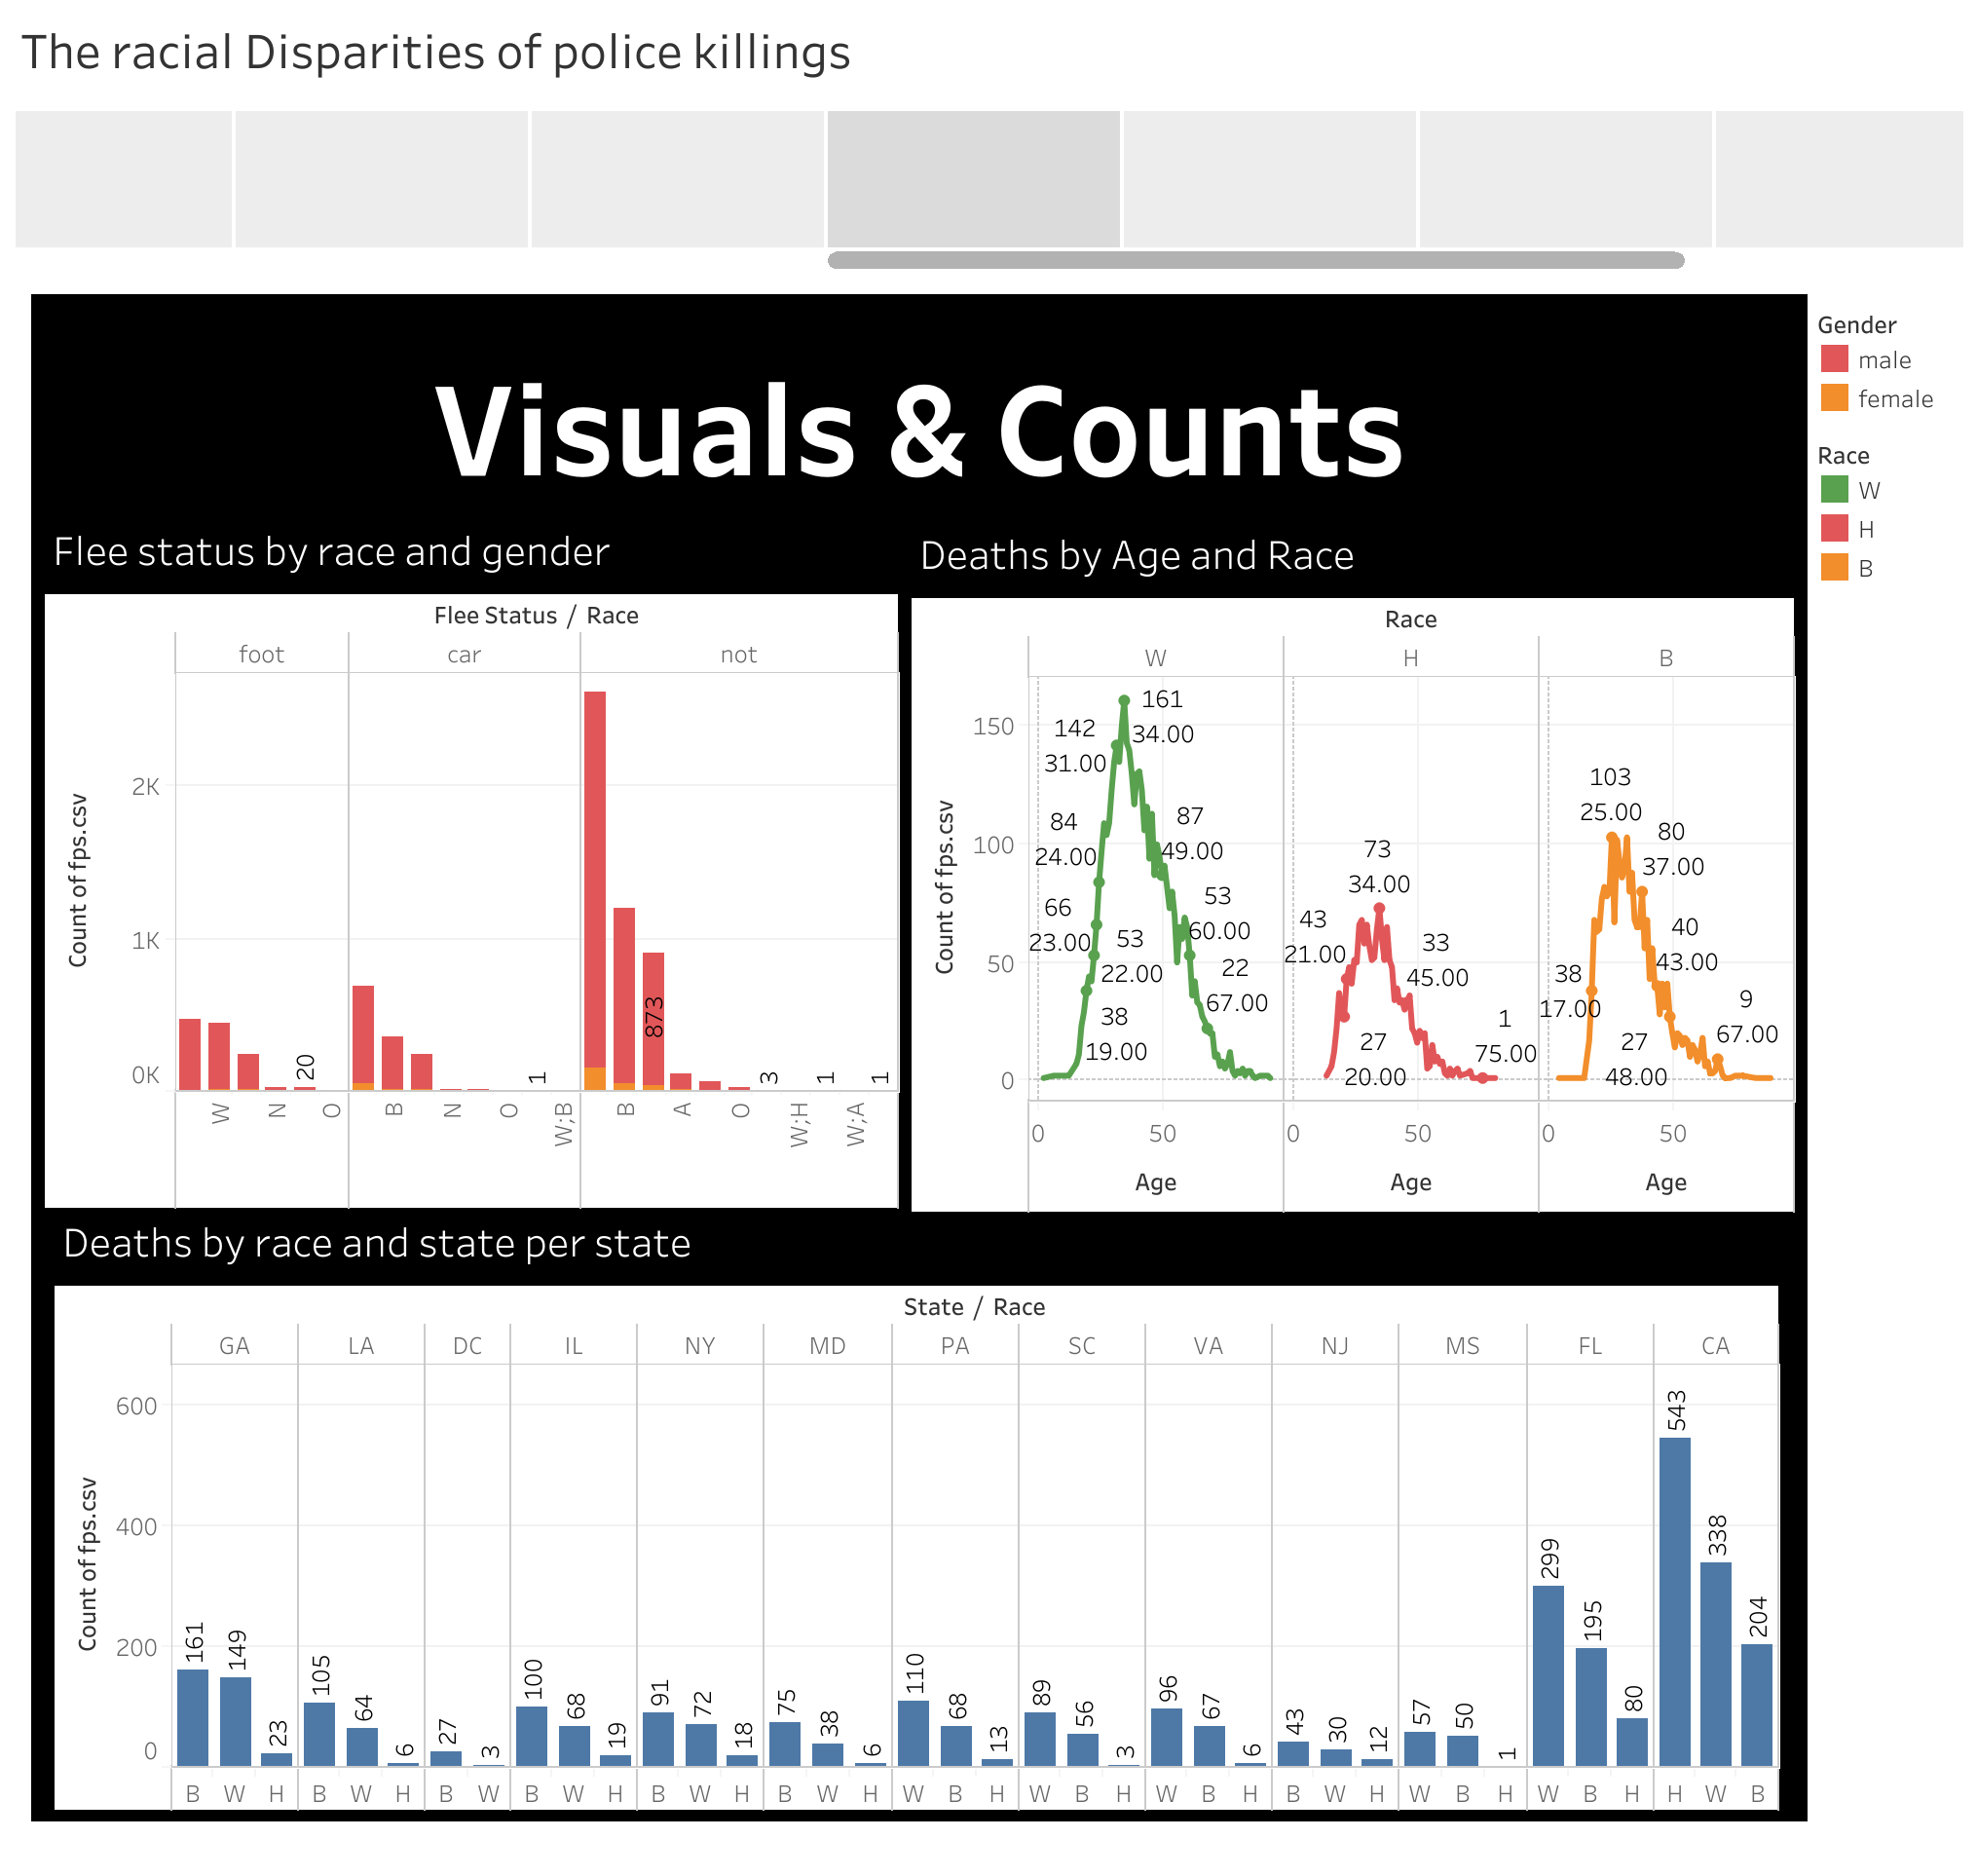 The racial Disparities of police killings
Visuals & Counts
Gender
male
female
Race
W
H
B
Flee status by race and gender
Flee Status / Race
foot car not
Count of fps.csv
2K
1K
0K
20
1
873
3
1
1
W N O B N O W;B B A O W;H W;A
Deaths by Age and Race
Race
W H B
Count of fps.csv
150
100
50
0
161
34.00
142
31.00
84
24.00
87
49.00
66
23.00
53
22.00
53
60.00
22
67.00
38
19.00
73
34.00
43
21.00
33
45.00
27
20.00
1
75.00
103
25.00
80
37.00
40
43.00
38
17.00
27
48.00
9
67.00
0 50 0 50 0 50
Age Age Age
Deaths by race and state per state
State / Race
GA LA DC IL NY MD PA SC VA NJ MS FL CA
Count of fps.csv
600
400
200
0
161 149 23 105 64 6 27 3 100 68 19 91 72 18 75 38 6 110 68 13 89 56 3 96 67 6 43 30 12 57 50 1 299 195 80 543 338 204
B W H B W H B W B W H B W H B W H W B H W B H W B H B W H W B H W B H H W B